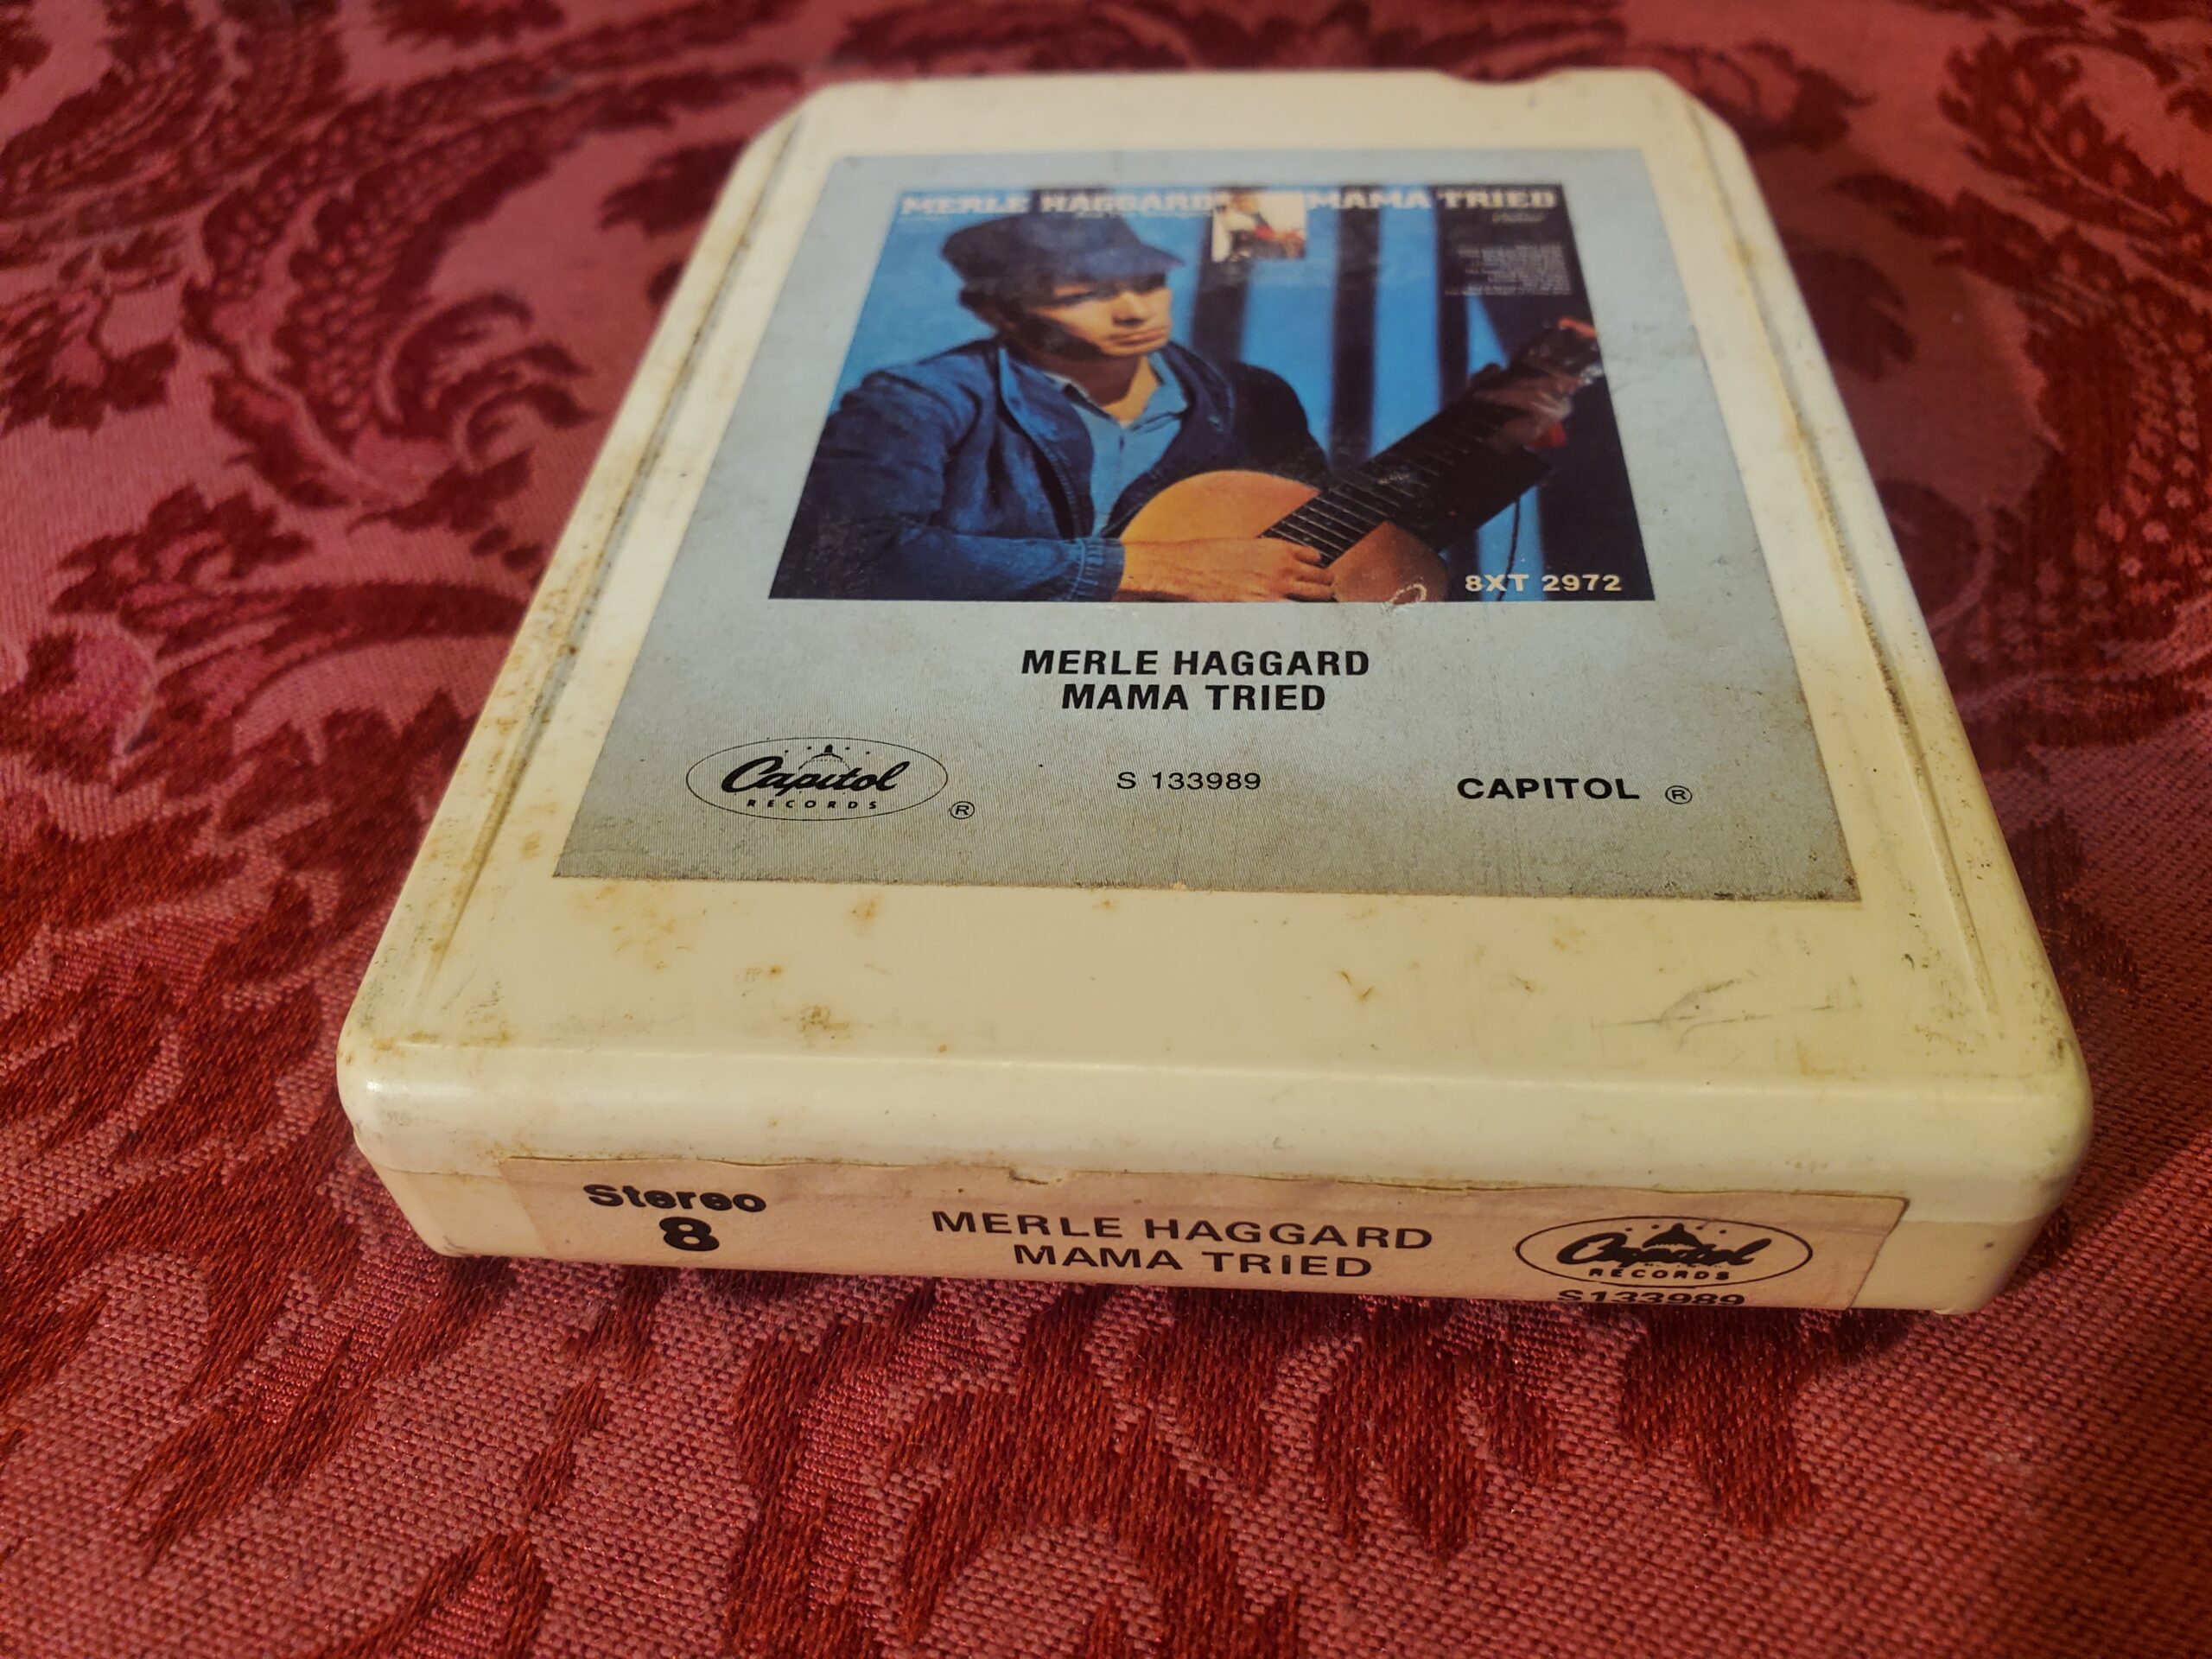 MERLE HAGGARD
MAMA TRIED
8XT 2972
MERLE HAGGARD
MAMA TRIED
Capitol
RECORDS
®
S 133989
CAPITOL ®
Stereo
8
MERLE HAGGARD
MAMA TRIED
Capitol
RECORDS
S133989